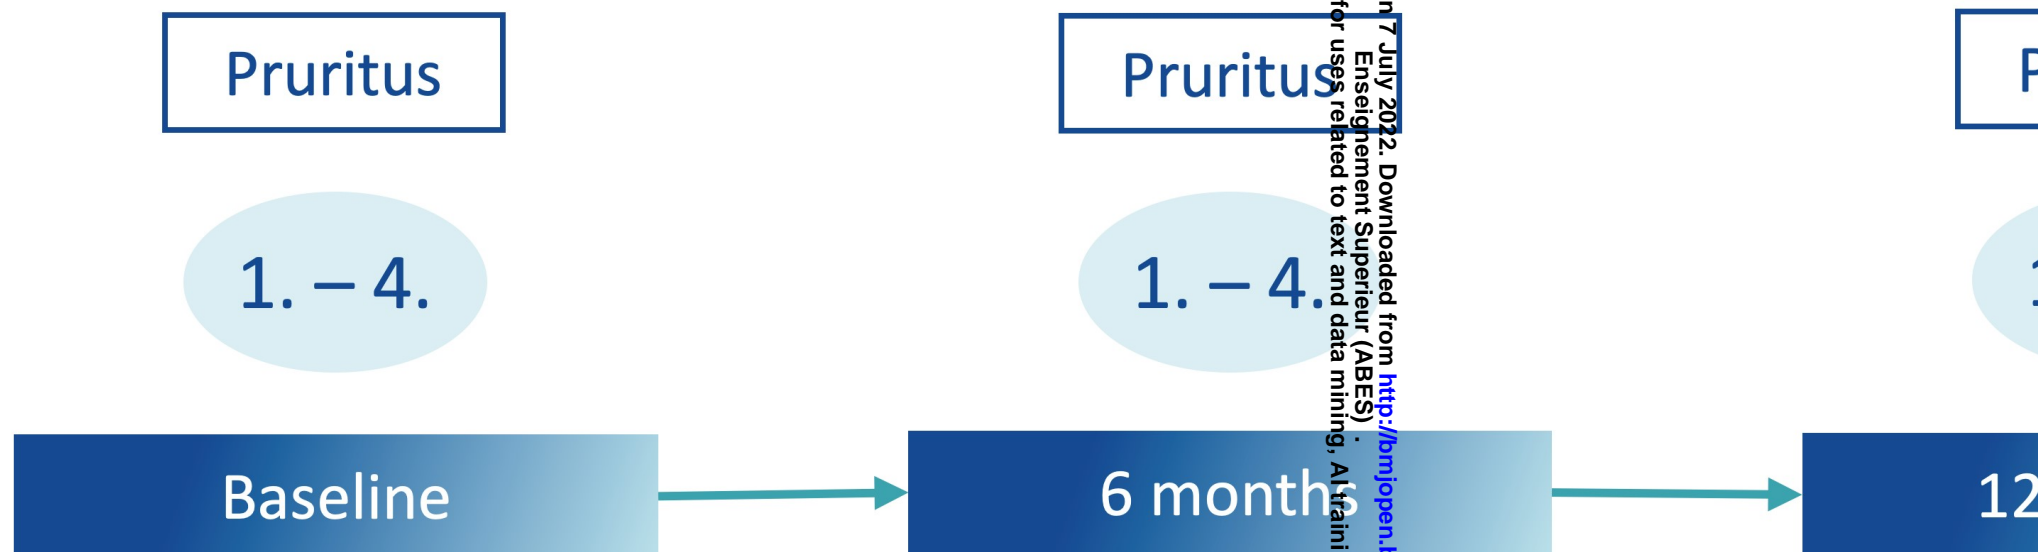 Pruritus
Pruritus
P
1. – 4.
1. – 4.
Baseline
6 months
12
n 7 July 2022. Downloaded from http://bmjopen.b
Enseignement Superieur (ABES) .
for uses related to text and data mining, AI traini